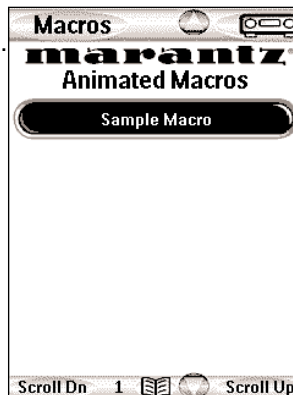 Macros
marantz
Animated Macros
Sample Macro
Scroll Dn 1 Scroll Up